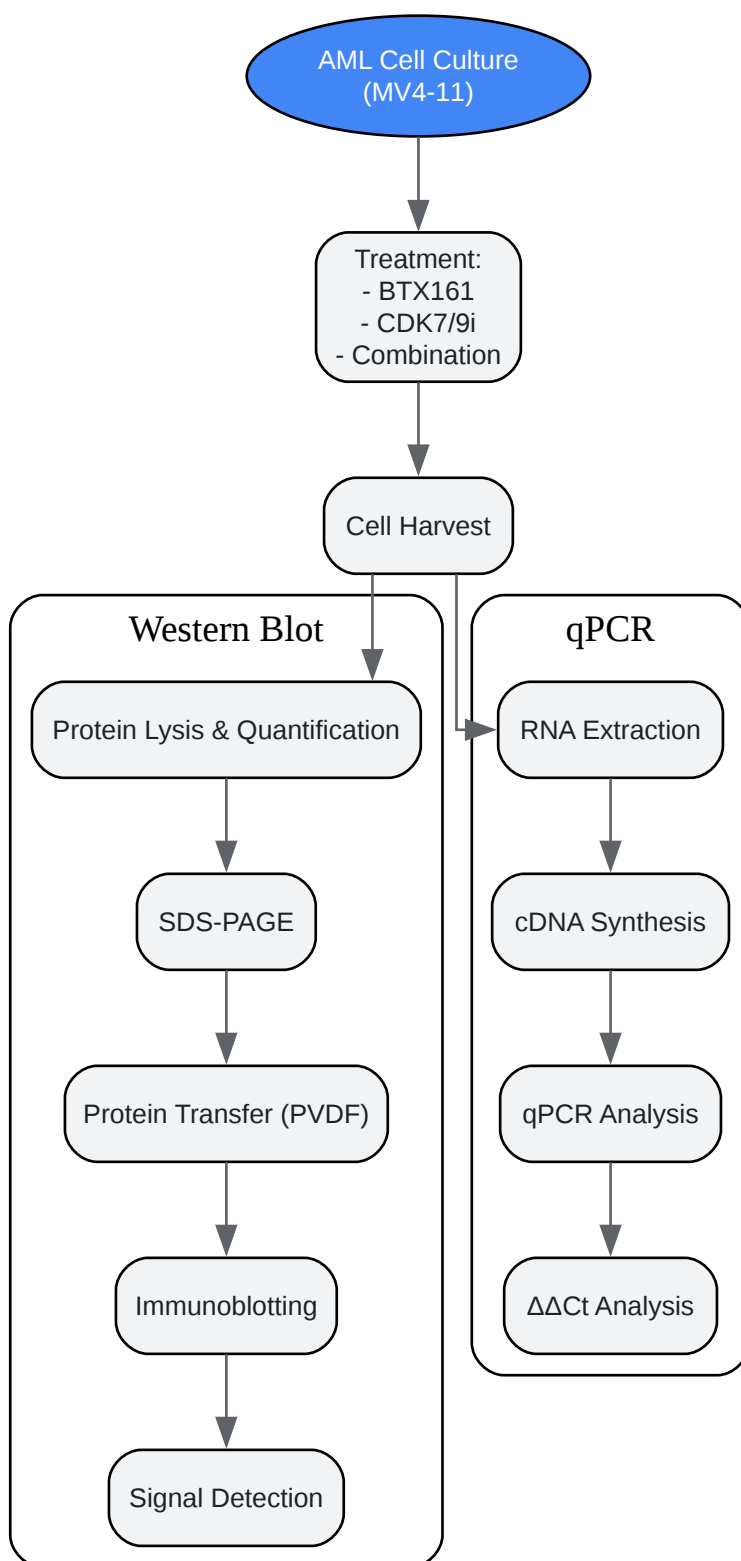 AML Cell Culture
(MV4-11)
Treatment:
- BTX161
- CDK7/9i
- Combination
Cell Harvest
Western Blot
Protein Lysis & Quantification
SDS-PAGE
Protein Transfer (PVDF)
Immunoblotting
Signal Detection
qPCR
RNA Extraction
cDNA Synthesis
qPCR Analysis
ΔΔCt Analysis